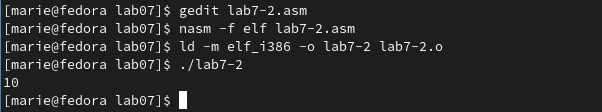 [marie@fedora lab07]$ gedit lab7-2.asm
[marie@fedora lab07]$ nasm -f elf lab7-2.asm
[marie@fedora lab07]$ ld -m elf_i386 -o lab7-2 lab7-2.o
[marie@fedora lab07]$ ./lab7-2
10
[marie@fedora lab07]$